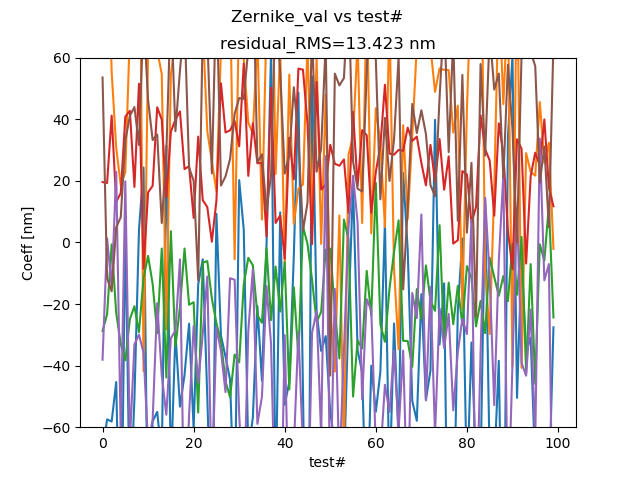 Zernike_val vs test#
residual_RMS=13.423 nm
60
40
20
0
−20
−40
−60
Coeff [nm]
0 20 40 60 80 100
test#